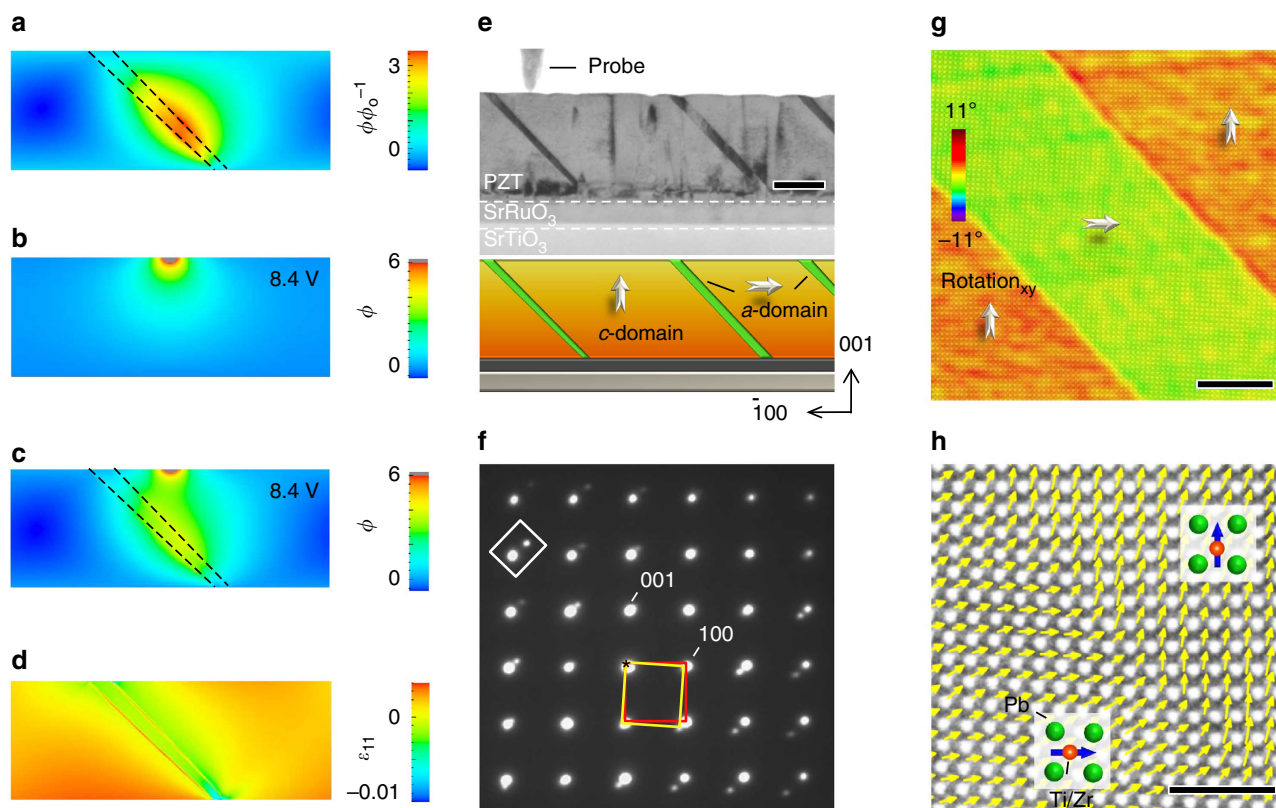 a
3
0
ϕϕ₀⁻¹
b
8.4 V
6
0
ϕ
c
8.4 V
6
0
ϕ
d
0
−0.01
ε₁₁
e
Probe
PZT
SrRuO₃
SrTiO₃
c-domain
a-domain
001
1̄00
f
001
100
*
g
11°
−11°
Rotationxy
h
Pb
Ti/Zr